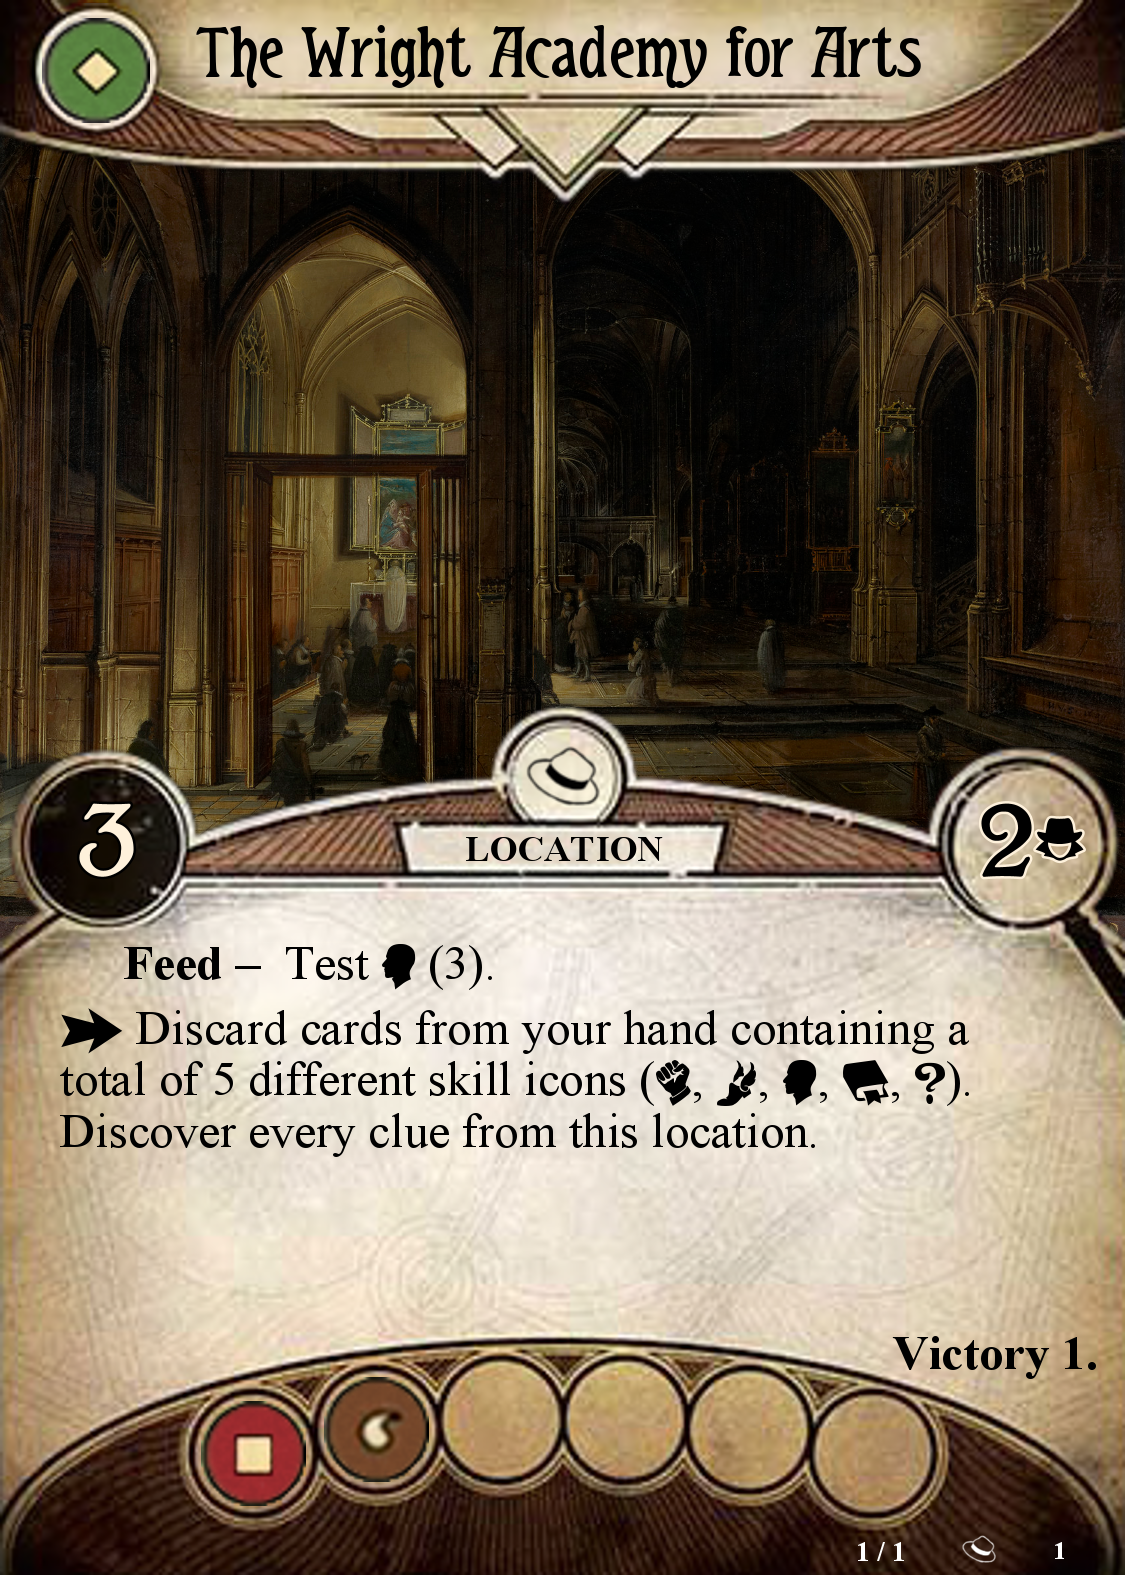 The Wright Academy for Arts
3
LOCATION
2
Feed – Test (3).
Discard cards from your hand containing a
total of 5 different skill icons ( , , , , ?).
Discover every clue from this location.
Victory 1.
1 / 1 1